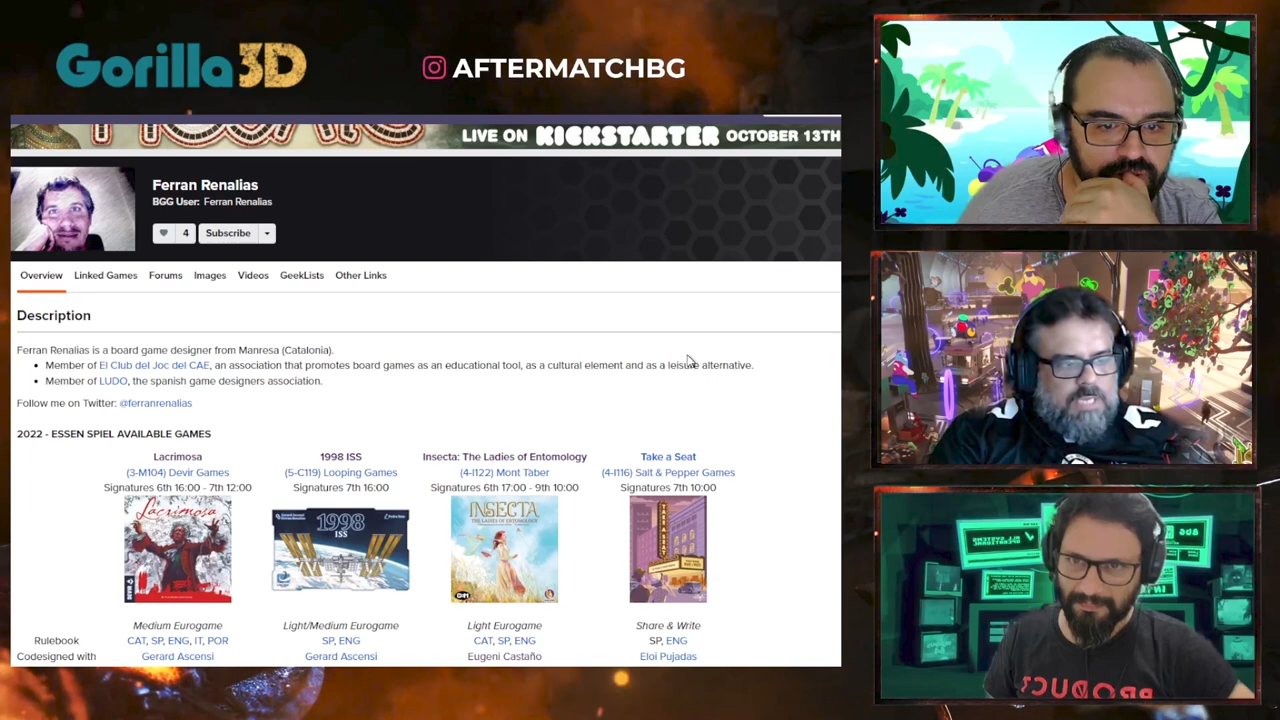 Gorilla3D
AFTERMATCHBG
LIVE ON KICKSTARTER OCTOBER 13TH
Ferran Renalias
BGG User: Ferran Renalias
4
Subscribe
Overview Linked Games Forums Images Videos GeekLists Other Links
Description
Ferran Renalias is a board game designer from Manresa (Catalonia).
• Member of El Club del Joc del CAE, an association that promotes board games as an educational tool, as a cultural element and as a leisure alternative.
• Member of LUDO, the spanish game designers association.
Follow me on Twitter: @ferranrenalias
2022 - ESSEN SPIEL AVAILABLE GAMES
Lacrimosa 1998 ISS Insecta: The Ladies of Entomology Take a Seat
(3-M104) Devir Games (5-C119) Looping Games (4-I122) Mont Taber (4-I116) Salt & Pepper Games
Signatures 6th 16:00 - 7th 12:00 Signatures 7th 16:00 Signatures 6th 17:00 - 9th 10:00 Signatures 7th 10:00
Lacrimosa
1998
ISS
INSECTA
THE LADIES OF ENTOMOLOGY
TAKE A SEAT
Medium Eurogame Light/Medium Eurogame Light Eurogame Share & Write
Rulebook CAT, SP, ENG, IT, POR SP, ENG CAT, SP, ENG SP, ENG
Codesigned with Gerard Ascensi Gerard Ascensi Eugeni Castaño Eloi Pujadas
PRODUCT